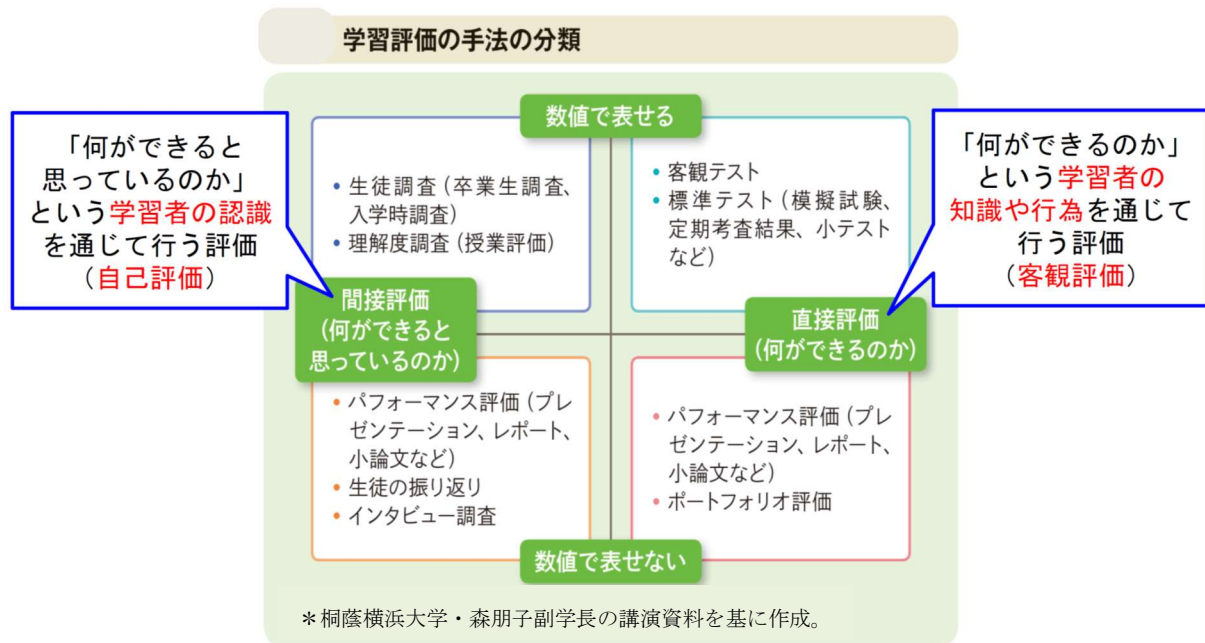 学習評価の手法の分類
数値で表せる
「何ができると
思っているのか」
という学習者の認識
を通じて行う評価
（自己評価）
• 生徒調査（卒業生調査、
入学時調査）
• 理解度調査（授業評価）
• 客観テスト
• 標準テスト（模擬試験、
定期考査結果、小テスト
など）
「何ができるのか」
という学習者の
知識や行為を通じて
行う評価
（客観評価）
間接評価
（何ができると
思っているのか）
直接評価
（何ができるのか）
• パフォーマンス評価（プレ
ゼンテーション、レポート、
小論文など）
• 生徒の振り返り
• インタビュー調査
• パフォーマンス評価（プレ
ゼンテーション、レポート、
小論文など）
• ポートフォリオ評価
数値で表せない
＊桐蔭横浜大学・森朋子副学長の講演資料を基に作成。